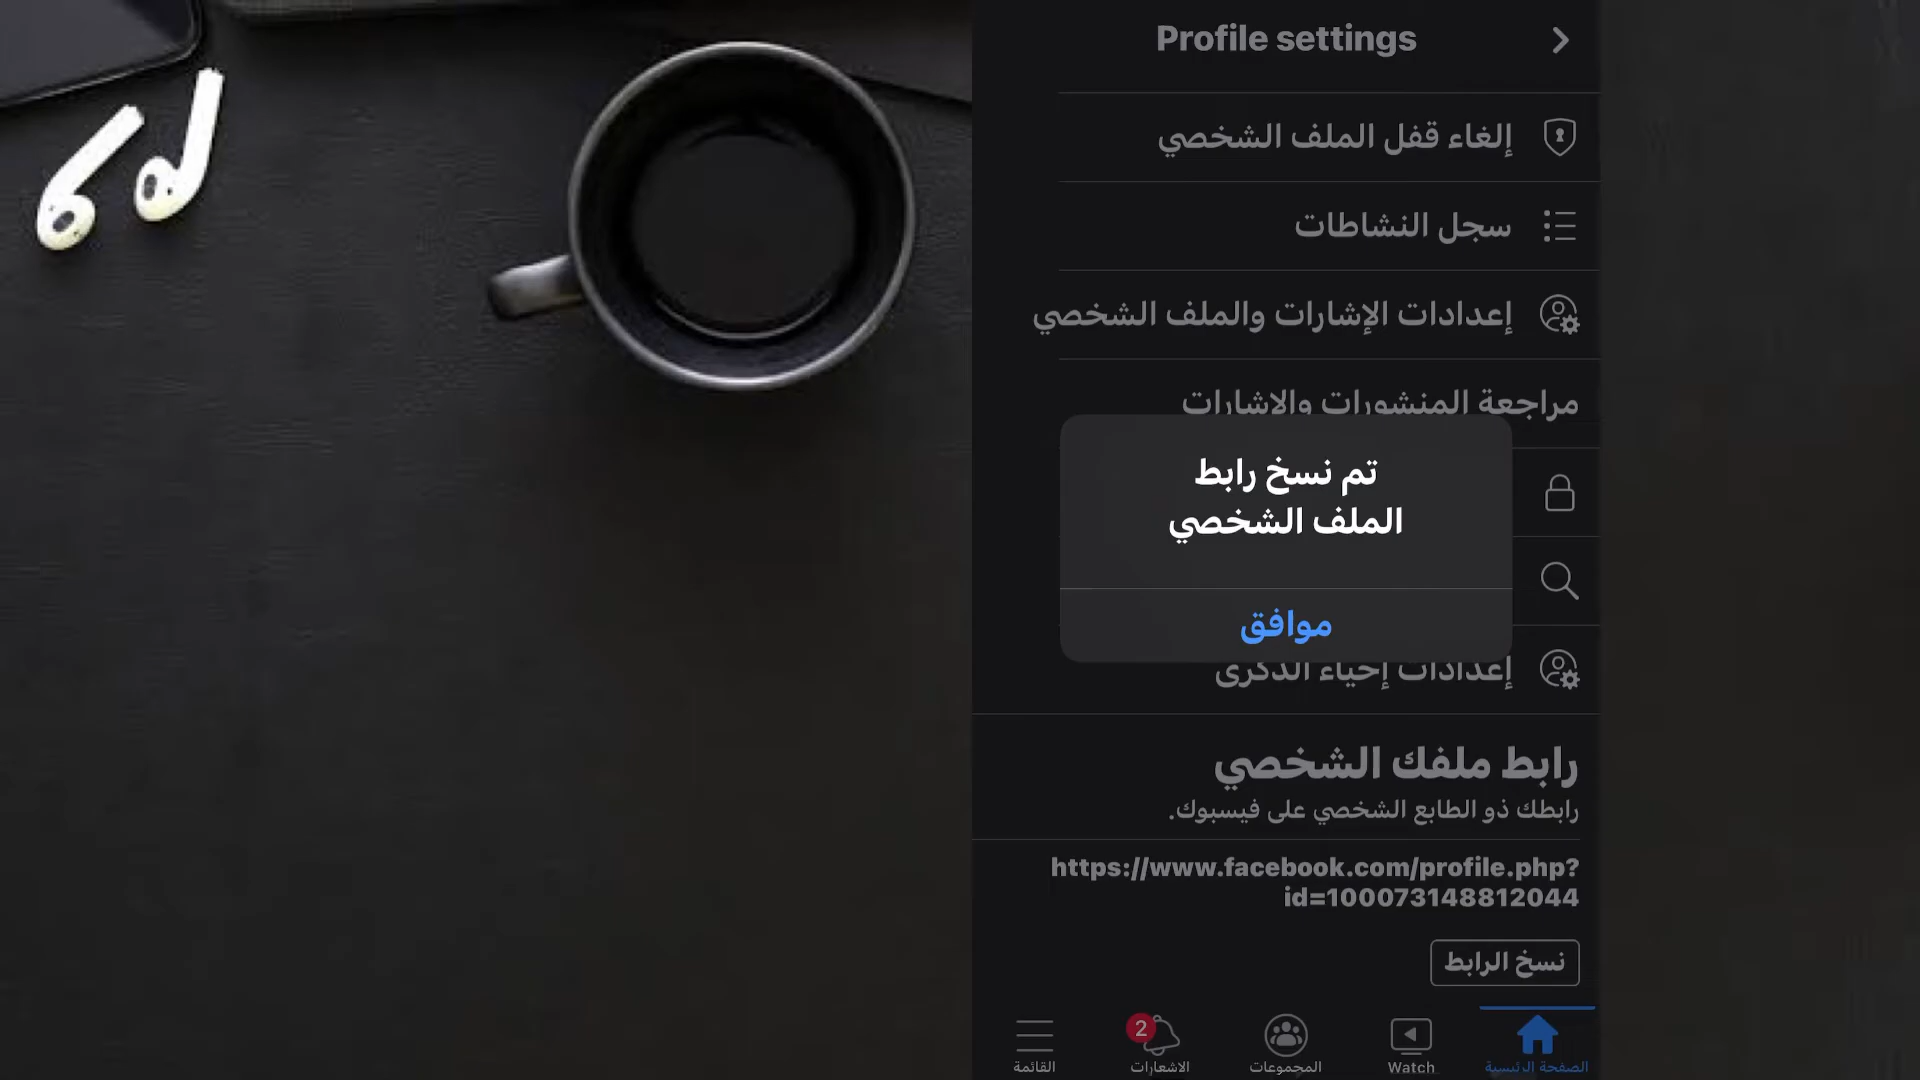 Profile settings
إلغاء قفل الملف الشخصي
سجل النشاطات
إعدادات الإشارات والملف الشخصي
مراجعة المنشورات والإشارات
تم نسخ رابط
الملف الشخصي
موافق
إعدادات إحياء الذكرى
رابط ملفك الشخصي
رابطك ذو الطابع الشخصي على فيسبوك.
https://www.facebook.com/profile.php?
id=100073148812044
نسخ الرابط
الصفحة الرئيسية
Watch
المجموعات
2
الاشعارات
القائمة